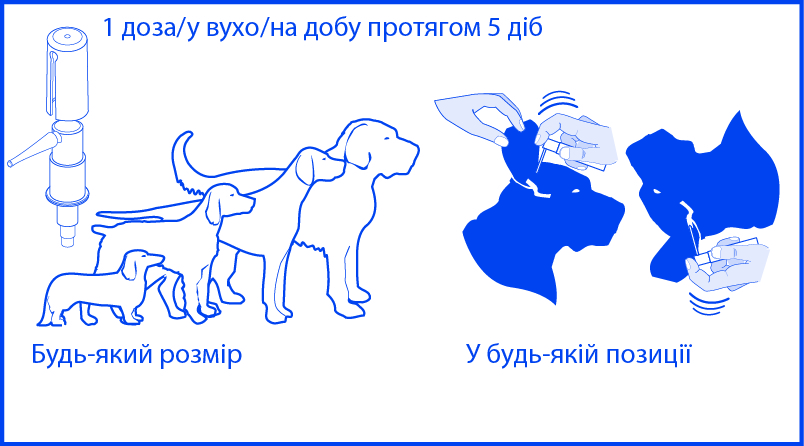 1 доза/у вухо/на добу протягом 5 діб
Будь-який розмір
У будь-якій позиції